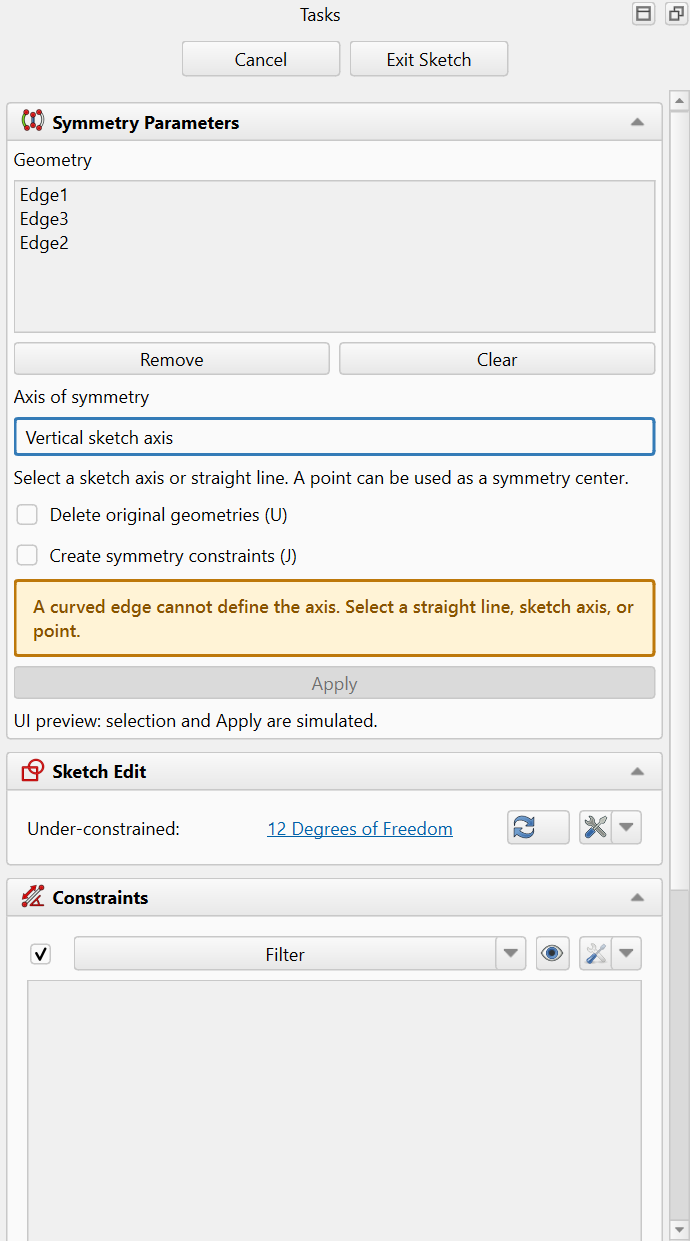 Tasks
Cancel
Exit Sketch
Symmetry Parameters
Geometry
Edge1
Edge3
Edge2
Remove
Clear
Axis of symmetry
Vertical sketch axis
Select a sketch axis or straight line. A point can be used as a symmetry center.
Delete original geometries (U)
Create symmetry constraints (J)
A curved edge cannot define the axis. Select a straight line, sketch axis, or
point.
Apply
UI preview: selection and Apply are simulated.
Sketch Edit
Under-constrained:
12 Degrees of Freedom
Constraints
Filter